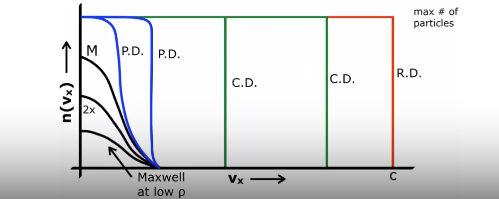 max # of
particles
M
P.D.
P.D.
C.D.
C.D.
R.D.
n(vₓ)
2x
Maxwell
at low ρ
vₓ
c